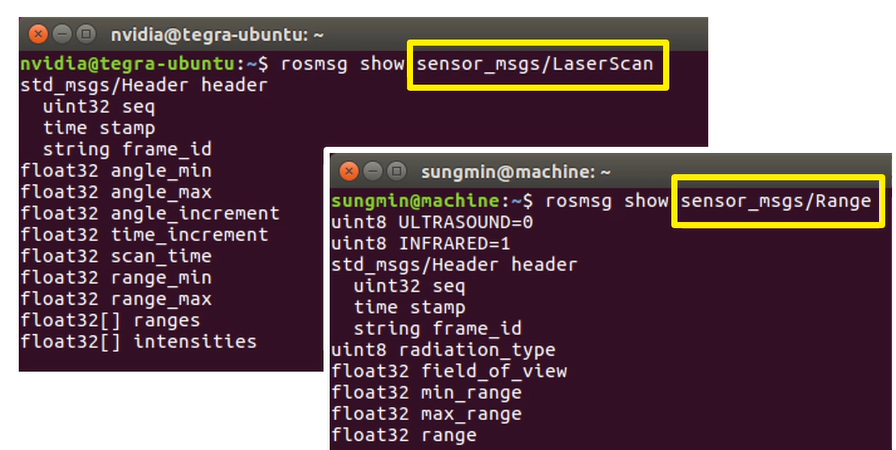 nvidia@tegra-ubuntu: ~
nvidia@tegra-ubuntu:~$ rosmsg show sensor_msgs/LaserScan
std_msgs/Header header
  uint32 seq
  time stamp
  string frame_id
float32 angle_min
float32 angle_max
float32 angle_increment
float32 time_increment
float32 scan_time
float32 range_min
float32 range_max
float32[] ranges
float32[] intensities
sungmin@machine: ~
sungmin@machine:~$ rosmsg show sensor_msgs/Range
uint8 ULTRASOUND=0
uint8 INFRARED=1
std_msgs/Header header
  uint32 seq
  time stamp
  string frame_id
uint8 radiation_type
float32 field_of_view
float32 min_range
float32 max_range
float32 range